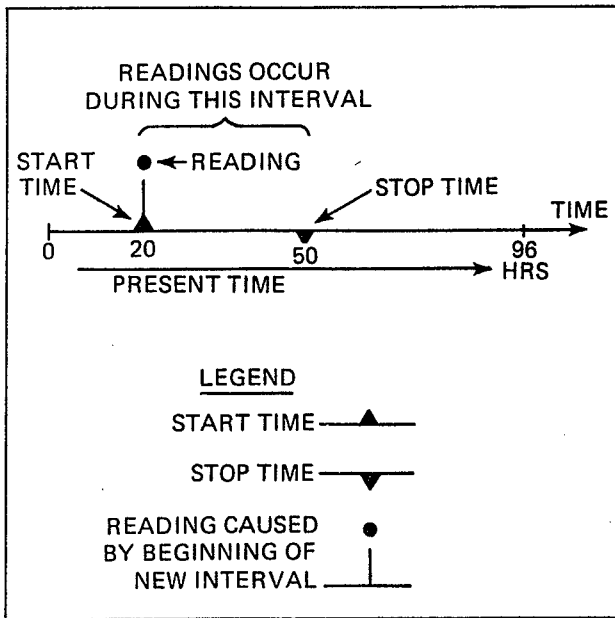 READINGS OCCUR
DURING THIS INTERVAL
START
TIME
READING
STOP TIME
TIME
0
20
50
96
PRESENT TIME
HRS
LEGEND
START TIME
STOP TIME
READING CAUSED
BY BEGINNING OF
NEW INTERVAL